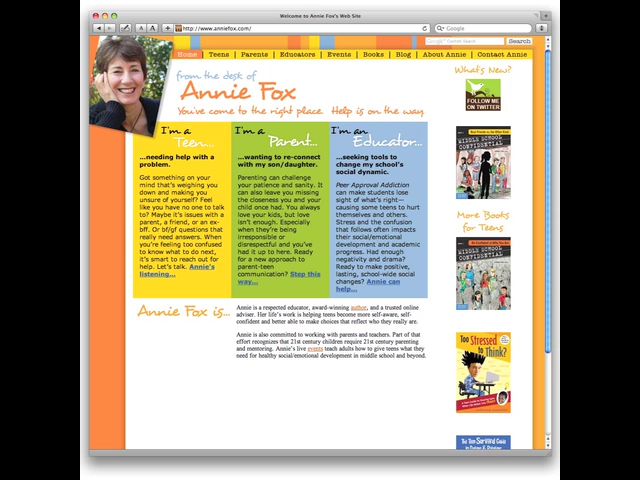 Welcome to Annie Fox's Web Site
http://www.anniefox.com/
Google
Search
Home | Teens | Parents | Educators | Events | Books | Blog | About Annie | Contact Annie
from the desk of
Annie Fox
You've come to the right place Help is on the way.
I'm a
Teen...
...needing help with a
problem.
Got something on your
mind that's weighing you
down and making you
unsure of yourself? Feel
like you have no one to talk
to? Maybe it's issues with a
parent, a friend, or an ex-
bff. Or bf/gf questions that
really need answers. When
you're feeling too confused
to know what to do next,
it's smart to reach out for
help. Let's talk. Annie's
listening...
I'm a
Parent...
...wanting to re-connect
with my son/daughter.
Parenting can challenge
your patience and sanity. It
can also leave you missing
the closeness you and your
child once had. You always
love your kids, but love
isn't enough. Especially
when they're being
irresponsible or
disrespectful and you've
had it up to here. Ready
for a new approach to
parent-teen
communication? Step this
way...
I'm an
Educator...
...seeking tools to
change my school's
social dynamic.
Peer Approval Addiction
can make students lose
sight of what's right—
causing some teens to hurt
themselves and others.
Stress and the confusion
that follows often impacts
their social/emotional
development and academic
progress. Had enough
negativity and drama?
Ready to make positive,
lasting, school-wide social
changes? Annie can
help...
Annie Fox is...
Annie is a respected educator, award-winning author, and a trusted online
adviser. Her life's work is helping teens become more self-aware, self-
confident and better able to make choices that reflect who they really are.
Annie is also committed to working with parents and teachers. Part of that
effort recognizes that 21st century children require 21st century parenting
and mentoring. Annie's live events teach adults how to give teens what they
need for healthy social/emotional development in middle school and beyond.
What's New?
FOLLOW ME
ON TWITTER
MIDDLE SCHOOL
CONFIDENTIAL
More Books
for Teens
MIDDLE SCHOOL
CONFIDENTIAL
Too
Stressed
to Think?
The Teen Survival Guide
to Dating & Relating